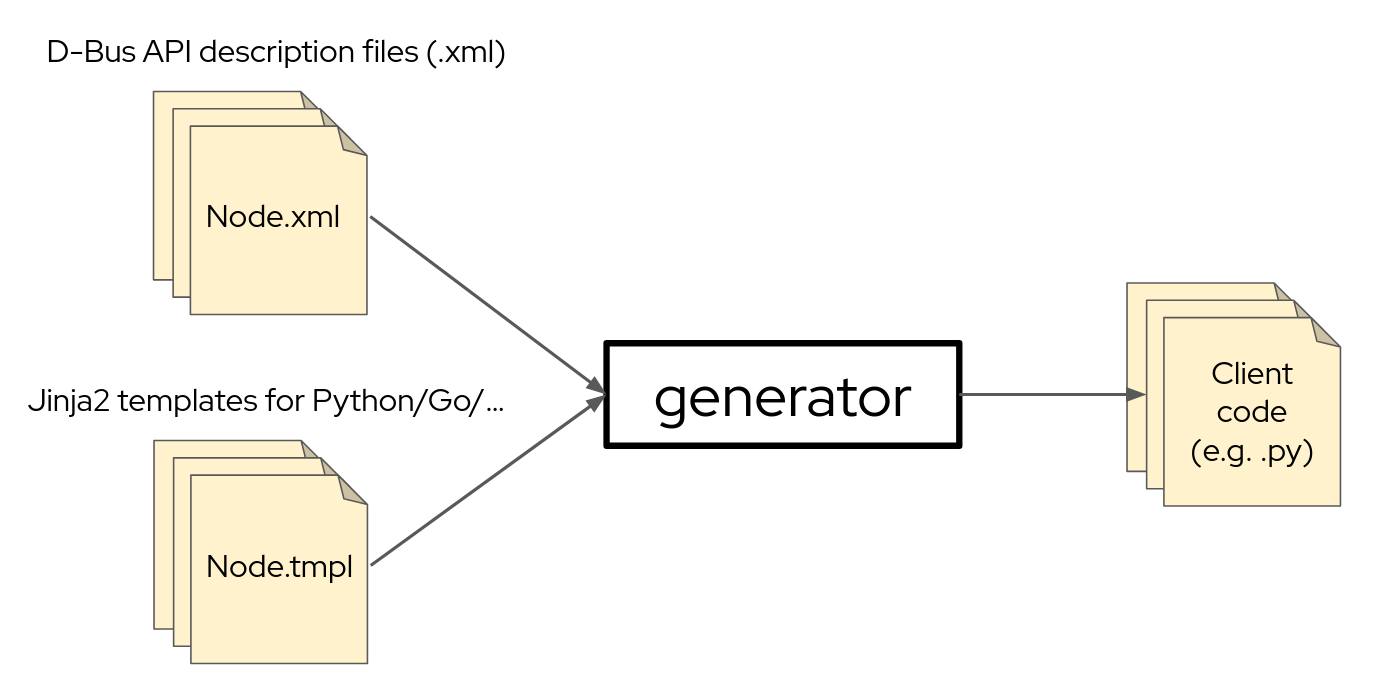 D-Bus API description files (.xml)
Node.xml
Jinja2 templates for Python/Go/...
Node.tmpl
generator
Client
code
(e.g. .py)